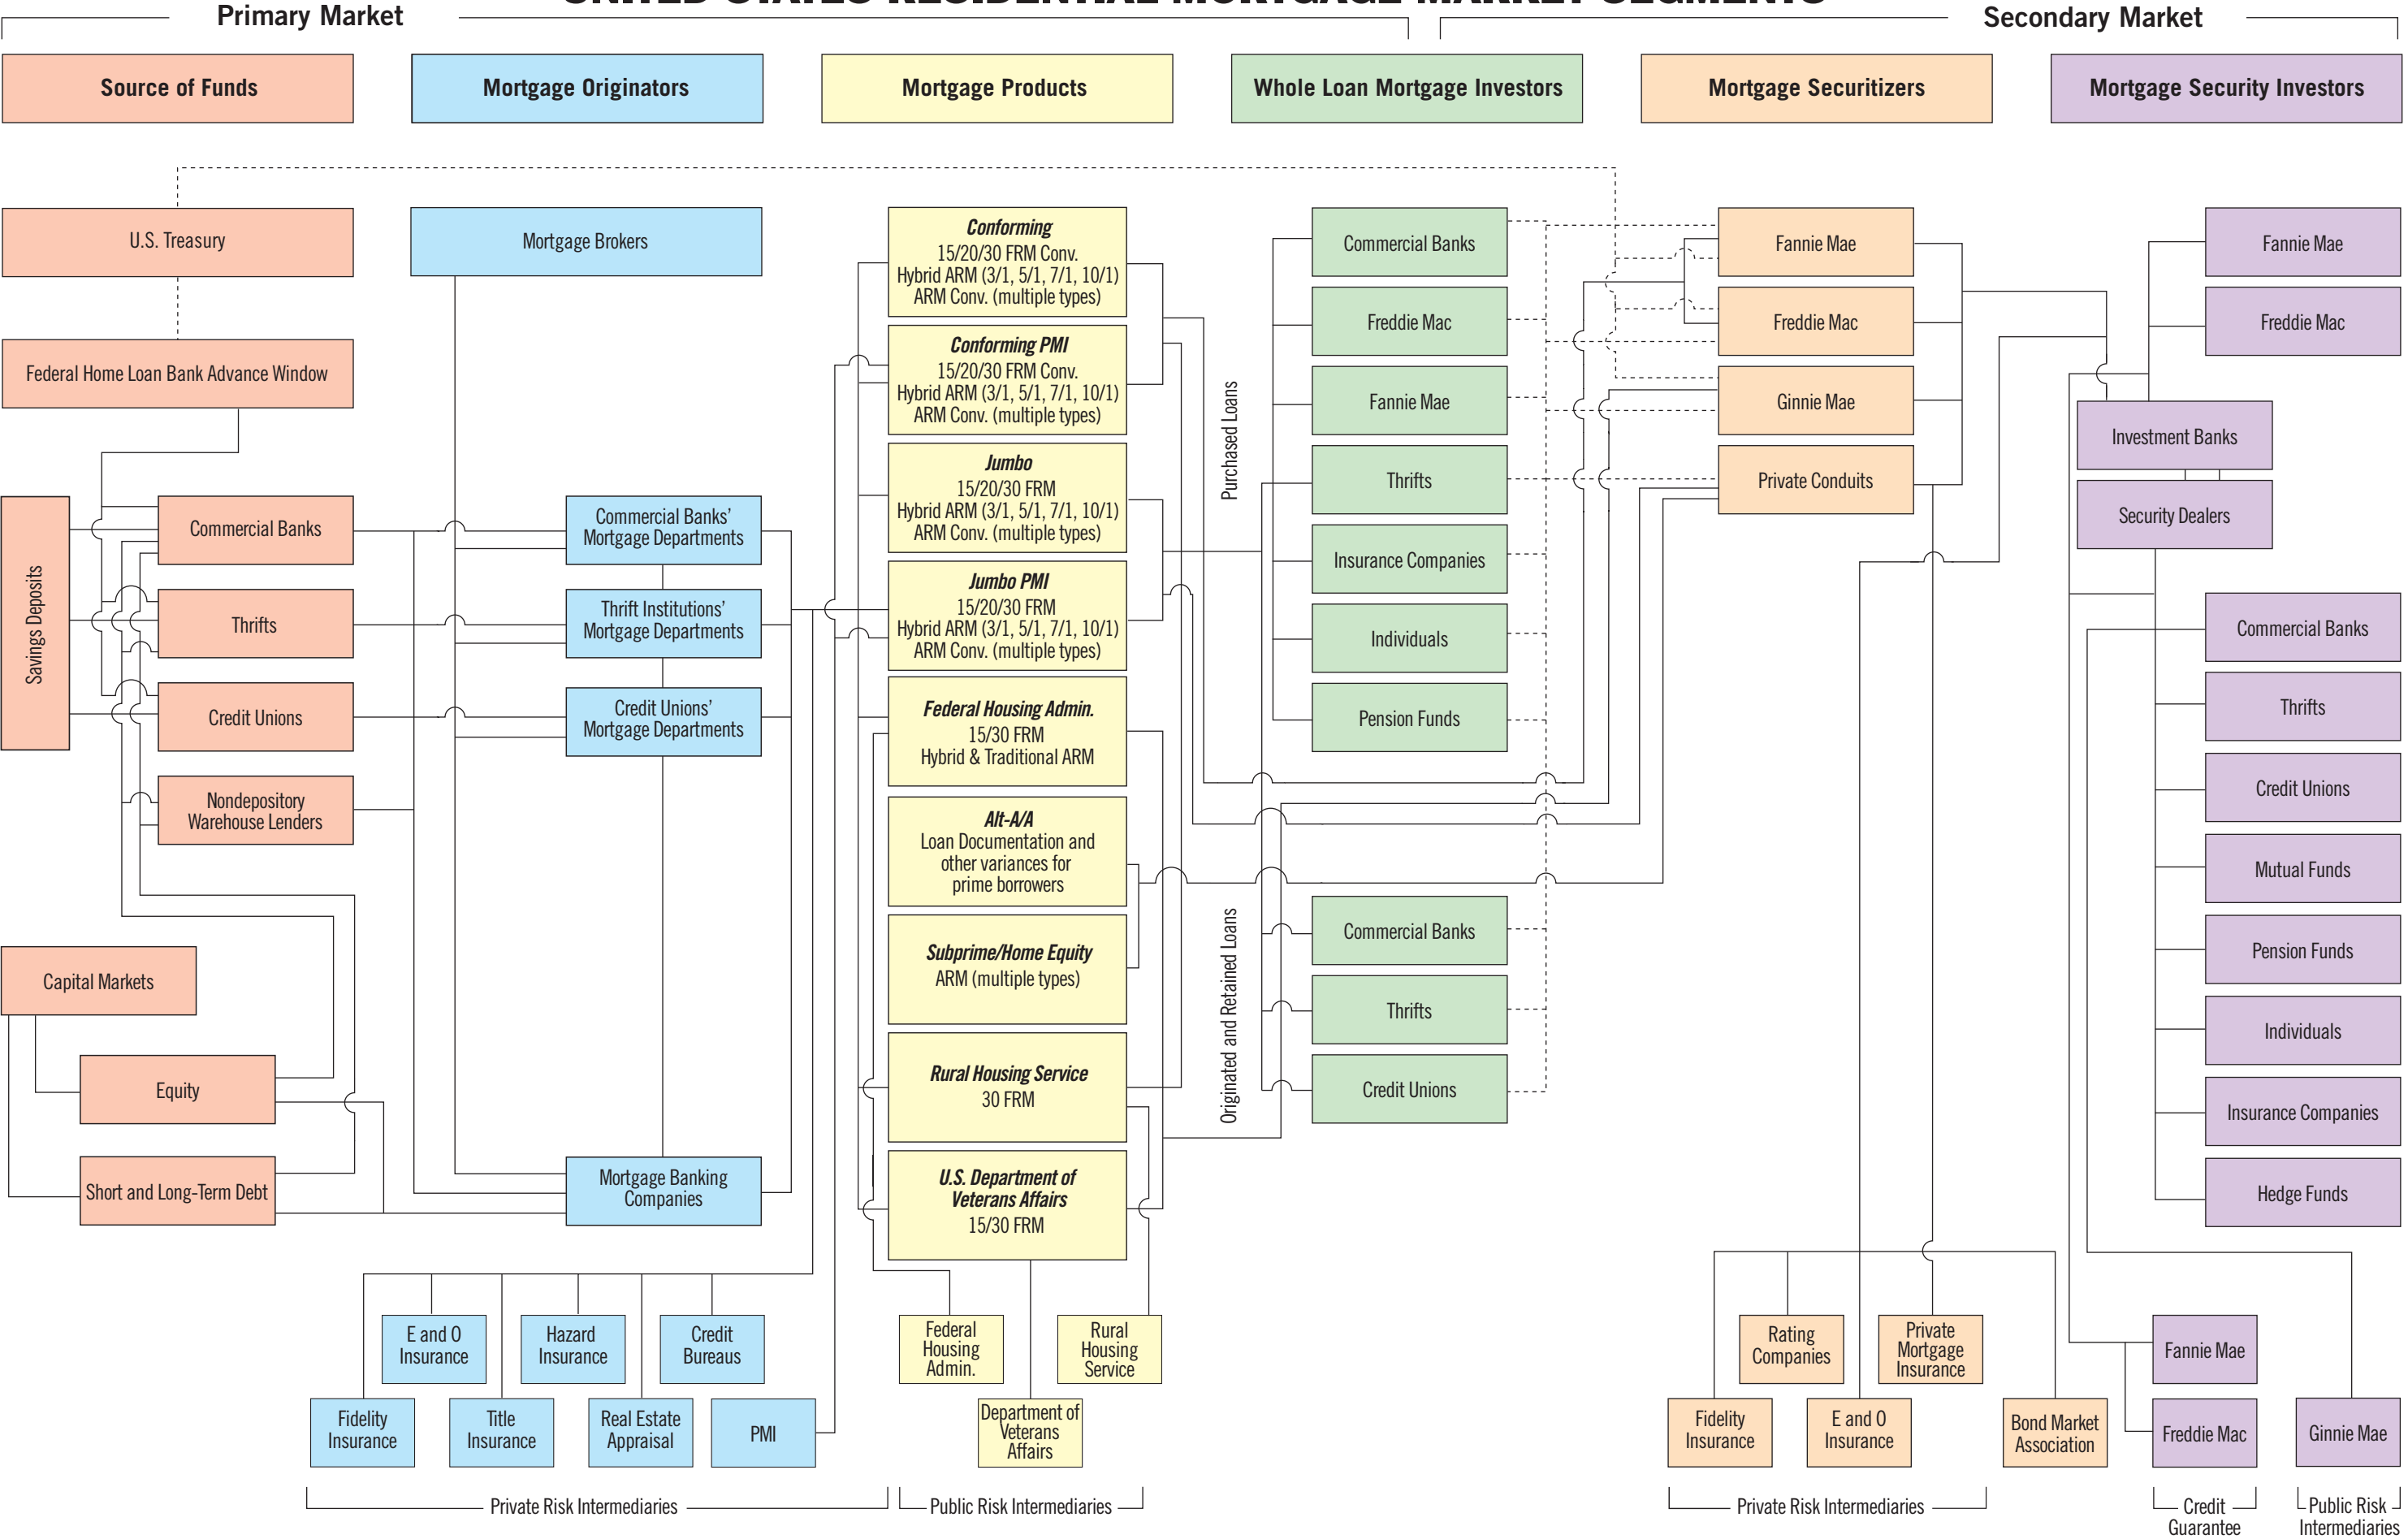 UNITED STATES RESIDENTIAL MORTGAGE MARKET SEGMENTS
Primary Market
Secondary Market
Source of Funds
Mortgage Originators
Mortgage Products
Whole Loan Mortgage Investors
Mortgage Securitizers
Mortgage Security Investors
U.S. Treasury
Federal Home Loan Bank Advance Window
Savings Deposits
Commercial Banks
Thrifts
Credit Unions
Nondepository
Warehouse Lenders
Capital Markets
Equity
Short and Long-Term Debt
Mortgage Brokers
Commercial Banks’
Mortgage Departments
Thrift Institutions’
Mortgage Departments
Credit Unions’
Mortgage Departments
Mortgage Banking
Companies
E and O
Insurance
Hazard
Insurance
Credit
Bureaus
Fidelity
Insurance
Title
Insurance
Real Estate
Appraisal
PMI
Private Risk Intermediaries
Conforming
15/20/30 FRM Conv.
Hybrid ARM (3/1, 5/1, 7/1, 10/1)
ARM Conv. (multiple types)
Conforming PMI
15/20/30 FRM Conv.
Hybrid ARM (3/1, 5/1, 7/1, 10/1)
ARM Conv. (multiple types)
Jumbo
15/20/30 FRM
Hybrid ARM (3/1, 5/1, 7/1, 10/1)
ARM Conv. (multiple types)
Jumbo PMI
15/20/30 FRM
Hybrid ARM (3/1, 5/1, 7/1, 10/1)
ARM Conv. (multiple types)
Federal Housing Admin.
15/30 FRM
Hybrid & Traditional ARM
Alt-A/A
Loan Documentation and
other variances for
prime borrowers
Subprime/Home Equity
ARM (multiple types)
Rural Housing Service
30 FRM
U.S. Department of
Veterans Affairs
15/30 FRM
Federal
Housing
Admin.
Rural
Housing
Service
Department of
Veterans
Affairs
Public Risk Intermediaries
Purchased Loans
Commercial Banks
Freddie Mac
Fannie Mae
Thrifts
Insurance Companies
Individuals
Pension Funds
Originated and Retained Loans
Commercial Banks
Thrifts
Credit Unions
Fannie Mae
Freddie Mac
Ginnie Mae
Private Conduits
Rating
Companies
Private
Mortgage
Insurance
Fidelity
Insurance
E and O
Insurance
Bond Market
Association
Private Risk Intermediaries
Fannie Mae
Freddie Mac
Investment Banks
Security Dealers
Commercial Banks
Thrifts
Credit Unions
Mutual Funds
Pension Funds
Individuals
Insurance Companies
Hedge Funds
Fannie Mae
Freddie Mac
Ginnie Mae
Credit
Guarantee
Public Risk
Intermediaries